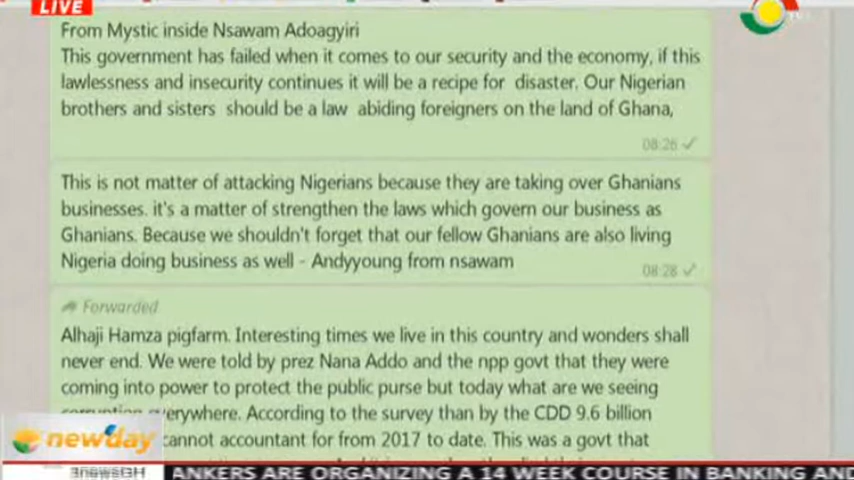 LIVE
From Mystic inside Nsawam Adoagyiri
This government has failed when it comes to our security and the economy, if this
lawlessness and insecurity continues it will be a recipe for disaster. Our Nigerian
brothers and sisters should be a law abiding foreigners on the land of Ghana,
08:26
This is not matter of attacking Nigerians because they are taking over Ghanians
businesses. it's a matter of strengthen the laws which govern our business as
Ghanians. Because we shouldn't forget that our fellow Ghanians are also living
Nigeria doing business as well - Andyyoung from nsawam
08:28
Forwarded
Alhaji Hamza pigfarm. Interesting times we live in this country and wonders shall
never end. We were told by prez Nana Addo and the npp govt that they were
coming into power to protect the public purse but today what are we seeing
corruption everywhere. According to the survey than by the CDD 9.6 billion
cannot accountant for from 2017 to date. This was a govt that
newday
3newsGH
ANKERS ARE ORGANIZING A 14 WEEK COURSE IN BANKING AND